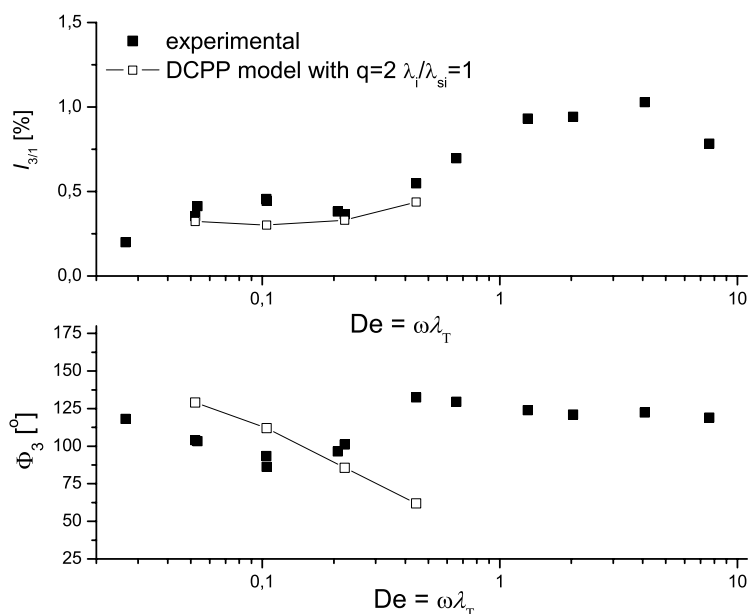 1,5
experimental
DCPP model with q=2 λi/λsi=1
1,0
I3/1 [%]
0,5
0,0
0,1
1
10
De = ωλT
175
150
125
100
75
50
25
Φ3 [°]
0,1
1
10
De = ωλT